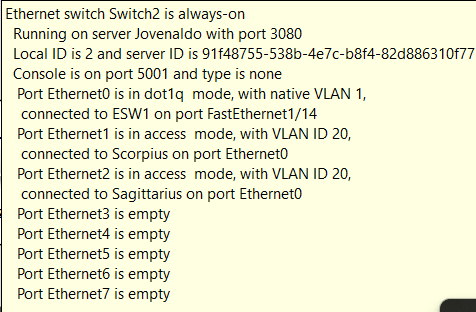 Ethernet switch Switch2 is always-on
Running on server Jovenaldo with port 3080
Local ID is 2 and server ID is 91f48755-538b-4e7c-b8f4-82d886310f77
Console is on port 5001 and type is none
Port Ethernet0 is in dot1q mode, with native VLAN 1,
connected to ESW1 on port FastEthernet1/14
Port Ethernet1 is in access mode, with VLAN ID 20,
connected to Scorpius on port Ethernet0
Port Ethernet2 is in access mode, with VLAN ID 20,
connected to Sagittarius on port Ethernet0
Port Ethernet3 is empty
Port Ethernet4 is empty
Port Ethernet5 is empty
Port Ethernet6 is empty
Port Ethernet7 is empty